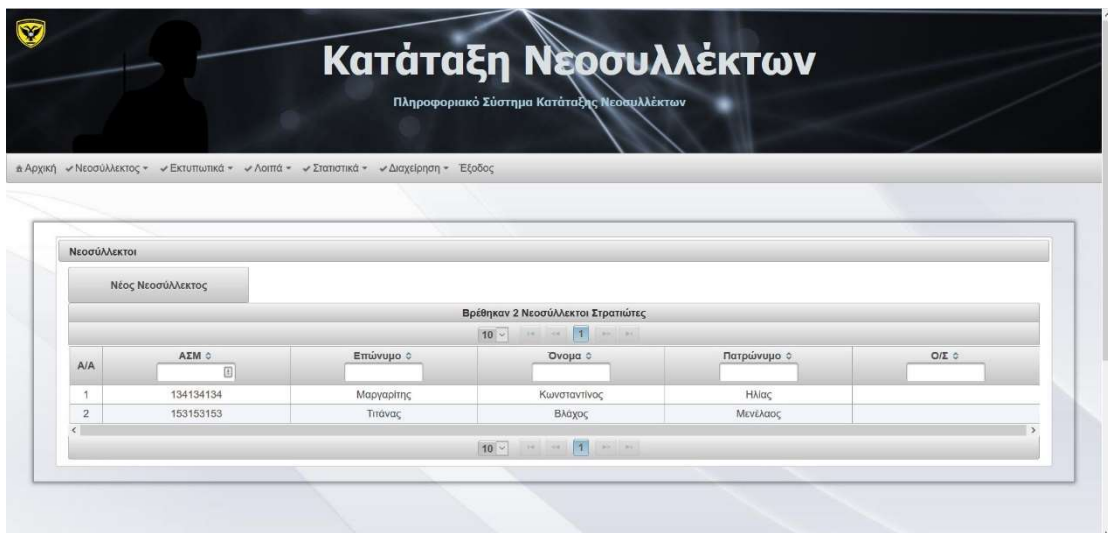 Κατάταξη Νεοσυλλέκτων
Πληροφοριακό Σύστημα Κατάταξης Νεοσυλλέκτων
Αρχική Νεοσύλλεκτος Εκτυπωτικά Λοιπά Στατιστικά Διαχείρηση Έξοδος
Νεοσύλλεκτοι
Νέος Νεοσύλλεκτος
Βρέθηκαν 2 Νεοσύλλεκτοι Στρατιώτες
10 1
Α/Α ΑΣΜ Επώνυμο Όνομα Πατρώνυμο Ο/Σ
1 134134134 Μαργαρίτης Κωνσταντίνος Ηλίας
2 153153153 Τιτάνας Βλάχος Μενέλαος
10 1